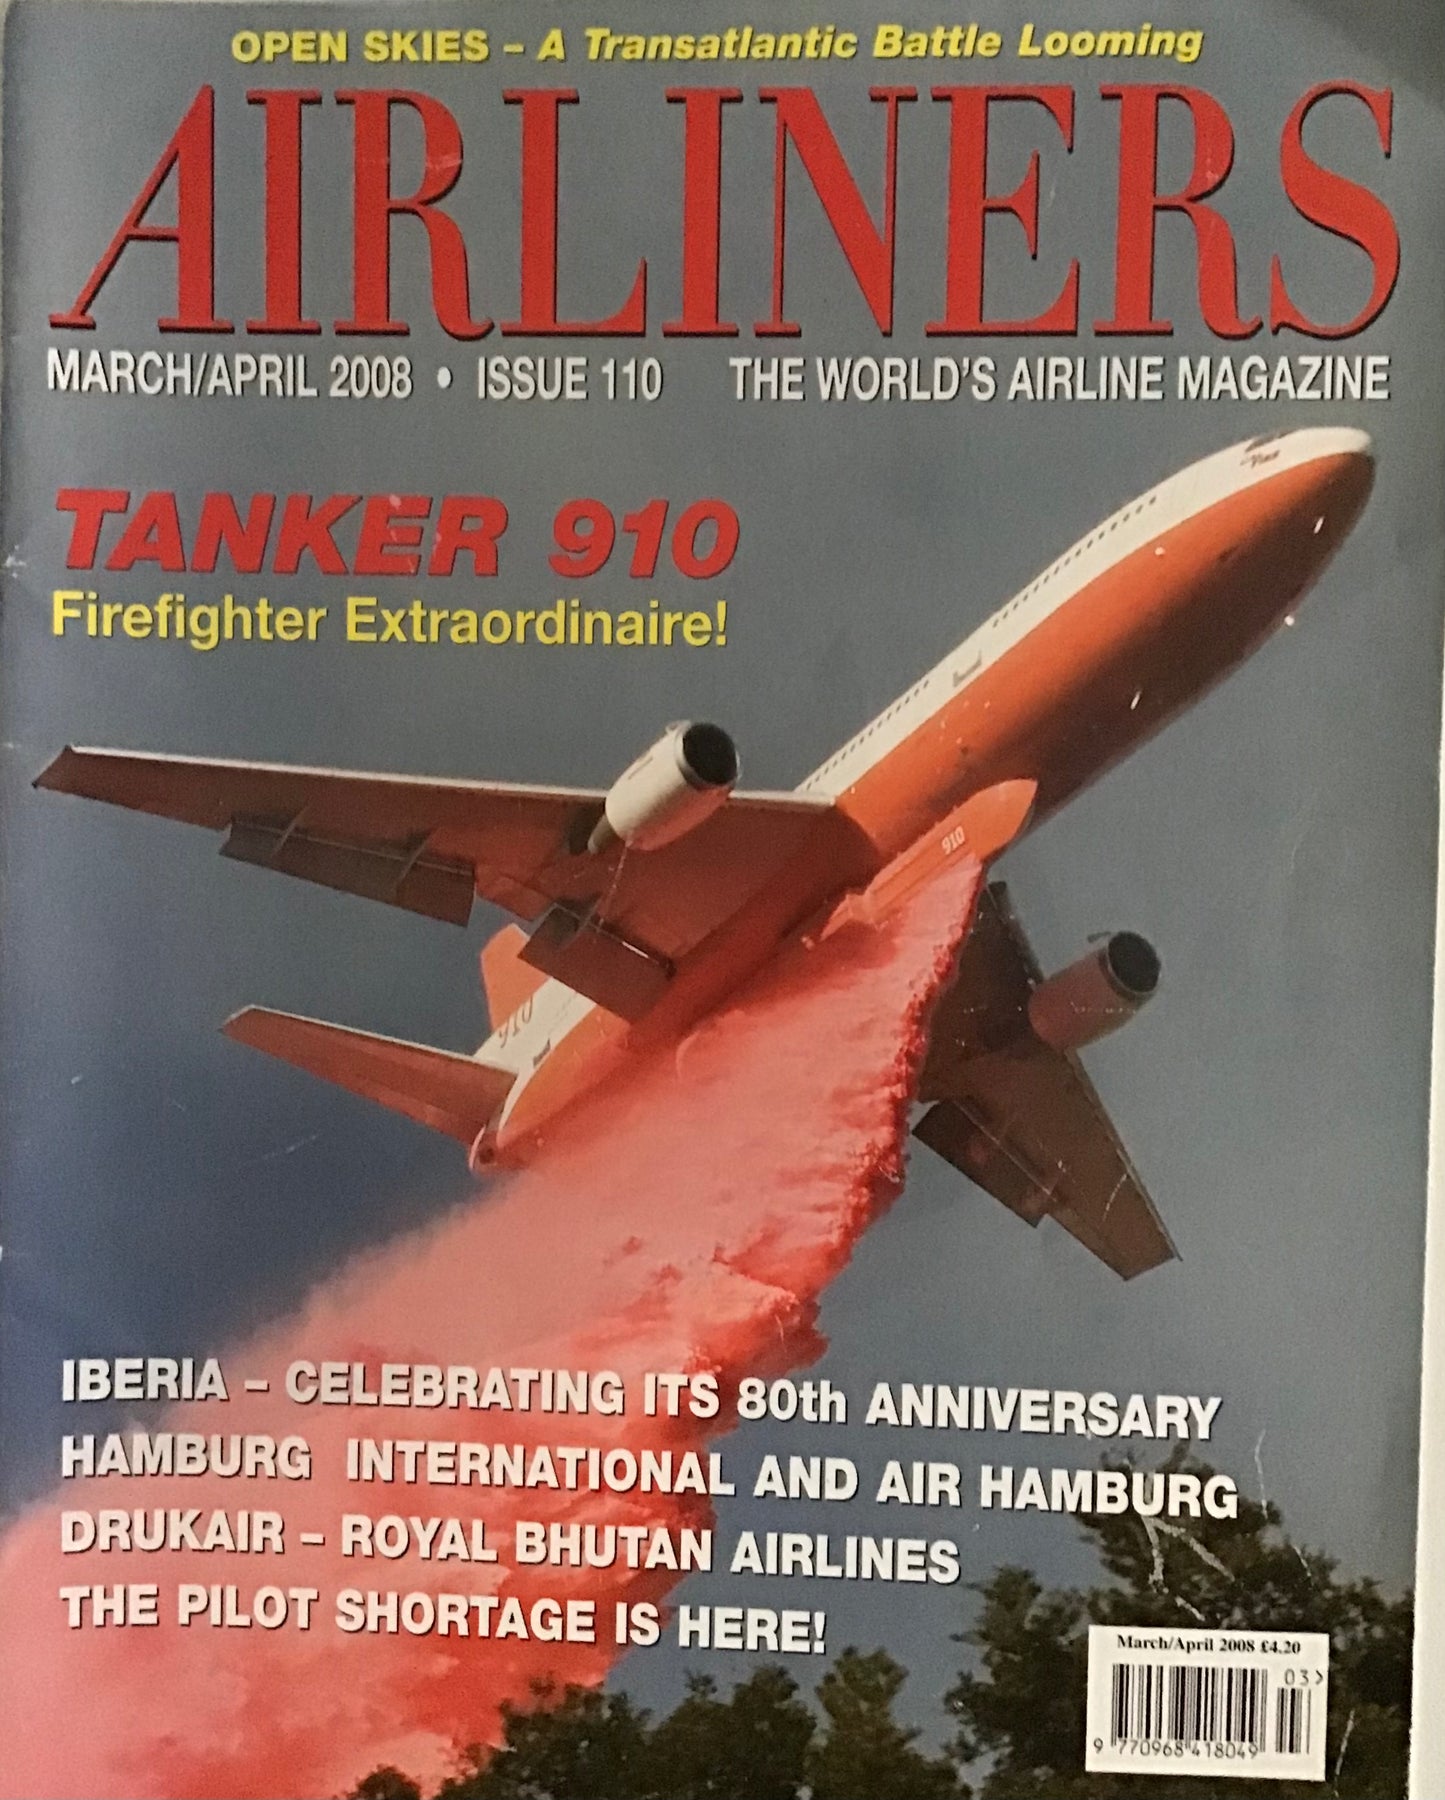 OPEN SKIES – A Transatlantic Battle Looming
AIRLINERS
MARCH/APRIL 2008 • ISSUE 110 THE WORLD'S AIRLINE MAGAZINE
TANKER 910
Firefighter Extraordinaire!
910
910
IBERIA – CELEBRATING ITS 80th ANNIVERSARY
HAMBURG INTERNATIONAL AND AIR HAMBURG
DRUKAIR – ROYAL BHUTAN AIRLINES
THE PILOT SHORTAGE IS HERE!
March/April 2008 £4.20
03>
9 770968 418049